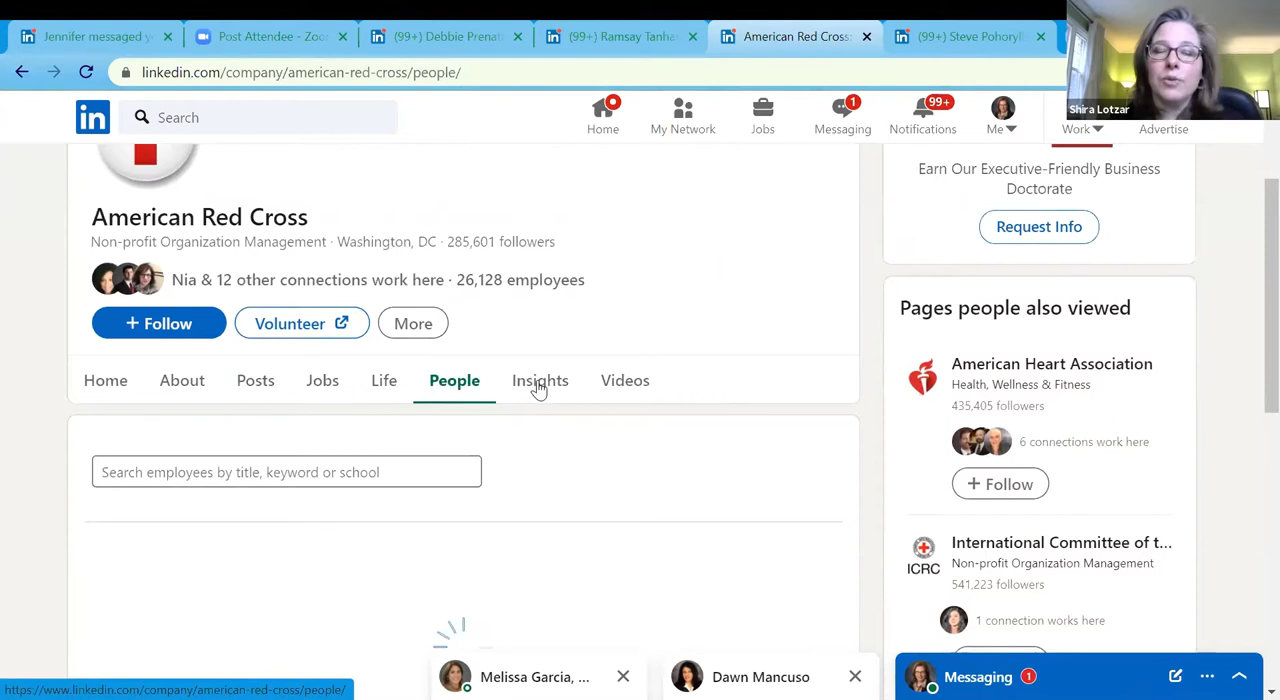 Jennifer messaged y
Post Attendee - Zoo
(99+) Debbie Prenat
(99+) Ramsay Tanha
American Red Cross:
(99+) Steve Pohoryl
linkedin.com/company/american-red-cross/people/
Shira Lotzar
in
Search
1
99+
Home
My Network
Jobs
Messaging
Notifications
Me
Work
Advertise
Earn Our Executive-Friendly Business
Doctorate
Request Info
American Red Cross
Non-profit Organization Management · Washington, DC · 285,601 followers
Nia & 12 other connections work here · 26,128 employees
+ Follow
Volunteer
More
Home
About
Posts
Jobs
Life
People
Insights
Videos
Search employees by title, keyword or school
Pages people also viewed
American Heart Association
Health, Wellness & Fitness
435,405 followers
6 connections work here
+ Follow
International Committee of t...
Non-profit Organization Management
ICRC
541,223 followers
1 connection works here
Melissa Garcia, ...
Dawn Mancuso
Messaging
1
https://www.linkedin.com/company/american-red-cross/people/